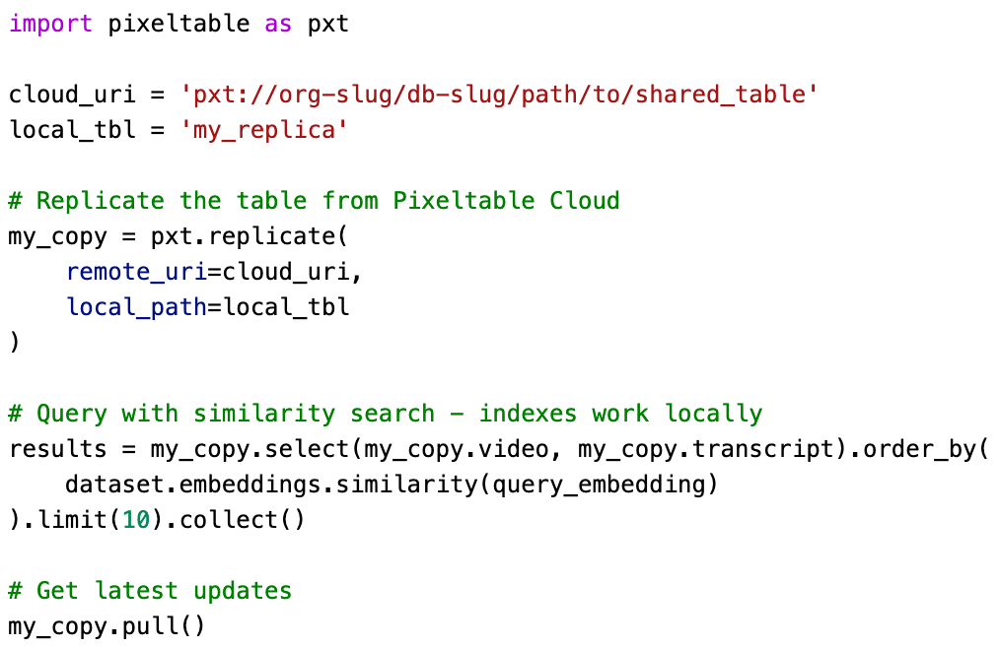 import pixeltable as pxt

cloud_uri = 'pxt://org-slug/db-slug/path/to/shared_table'
local_tbl = 'my_replica'

# Replicate the table from Pixeltable Cloud
my_copy = pxt.replicate(
    remote_uri=cloud_uri,
    local_path=local_tbl
)

# Query with similarity search – indexes work locally
results = my_copy.select(my_copy.video, my_copy.transcript).order_by(
    dataset.embeddings.similarity(query_embedding)
).limit(10).collect()

# Get latest updates
my_copy.pull()